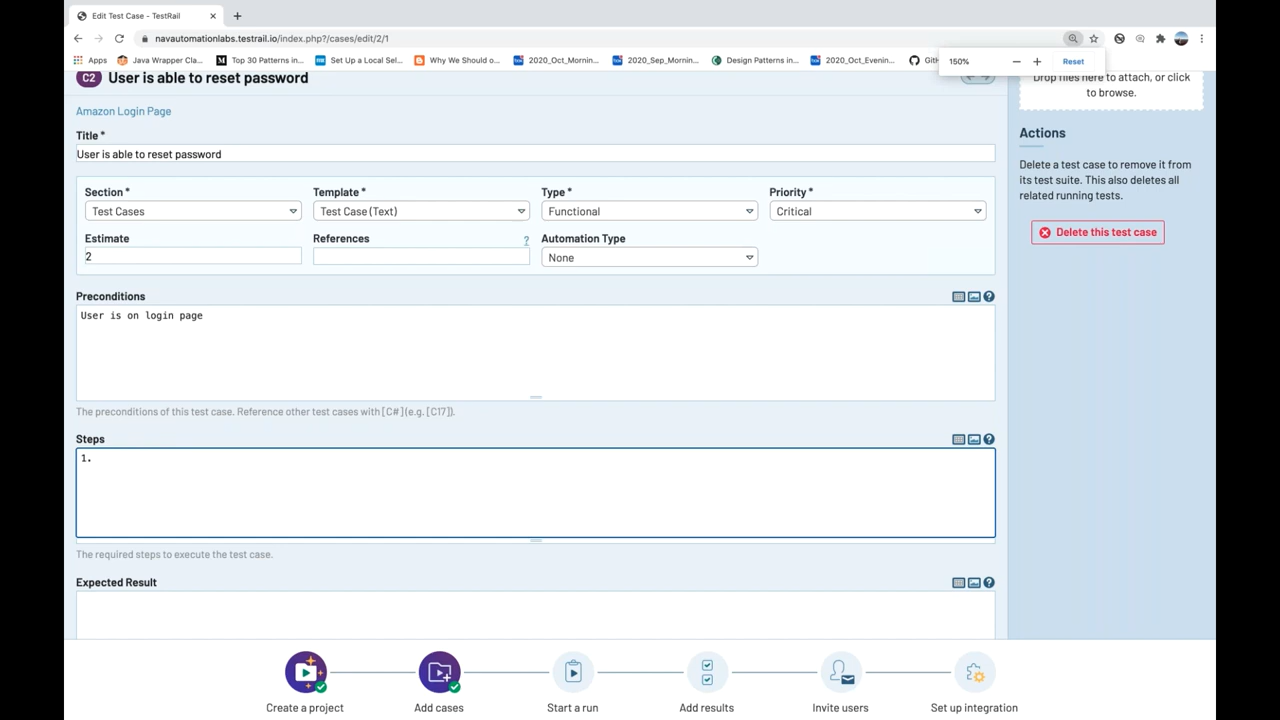 Edit Test Case - TestRail
navautomationlabs.testrail.io/index.php?/cases/edit/2/1
Apps Java Wrapper Cla... Top 30 Patterns in... Set Up a Local Sel... Why We Should o... 2020_Oct_Mornin... 2020_Sep_Mornin... Design Patterns in... 2020_Oct_Evenin...
150% Reset
C2 User is able to reset password
Drop files here to attach, or click
to browse.
Amazon Login Page
Title *
User is able to reset password
Section * Template * Type * Priority *
Test Cases Test Case (Text) Functional Critical
Estimate References ? Automation Type
2 None
Preconditions
User is on login page
The preconditions of this test case. Reference other test cases with [C#] (e.g. [C17]).
Steps
1.
The required steps to execute the test case.
Expected Result
Actions
Delete a test case to remove it from
its test suite. This also deletes all
related running tests.
Delete this test case
Create a project Add cases Start a run Add results Invite users Set up integration